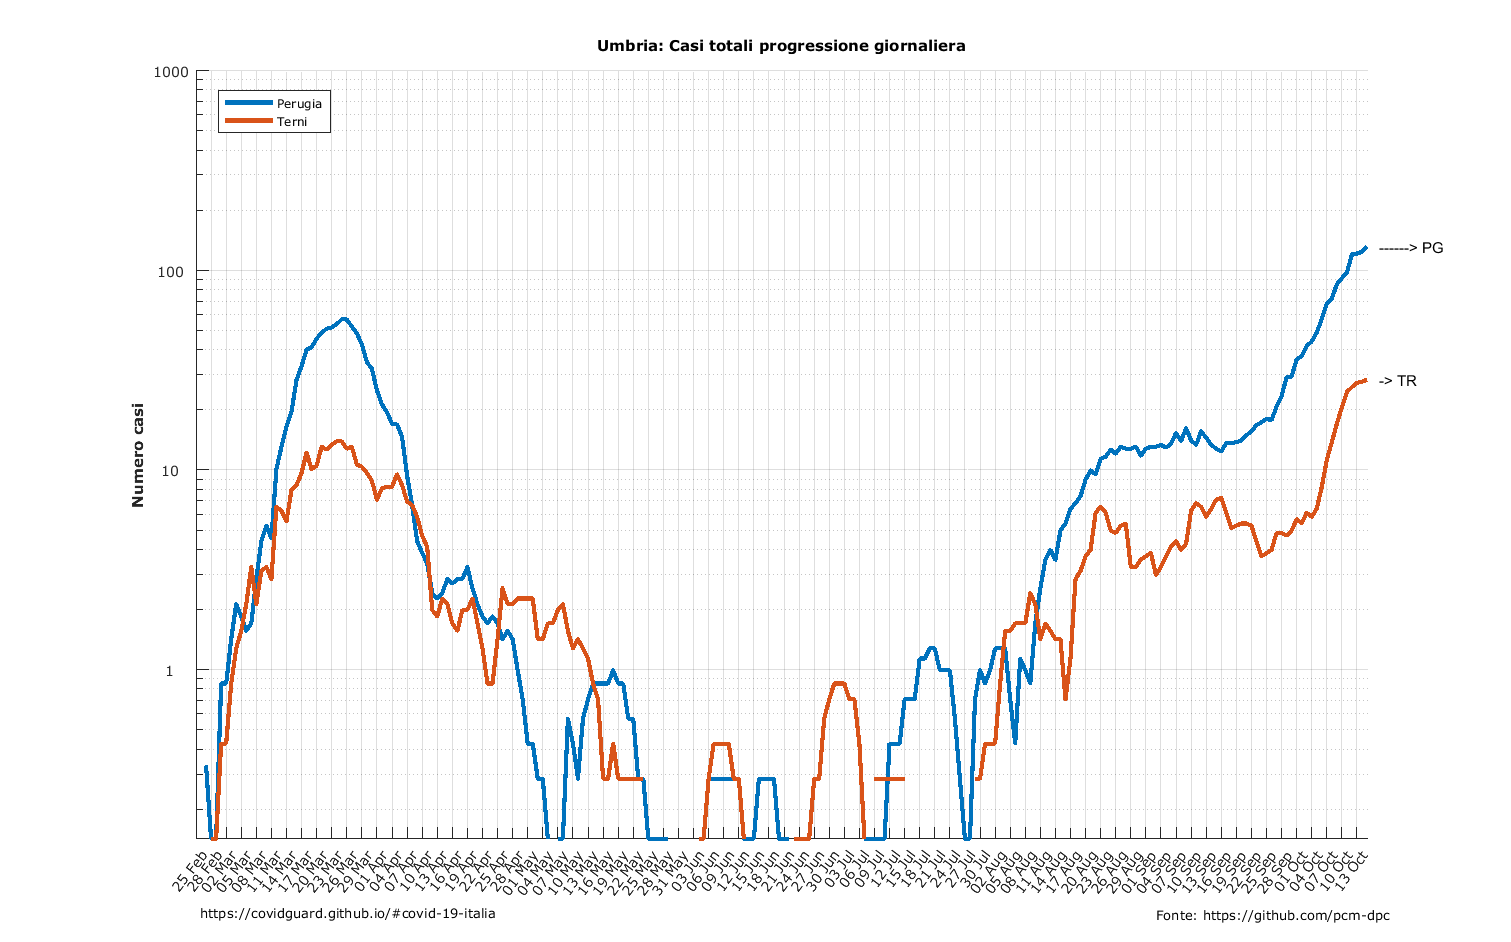 Umbria: Casi totali progressione giornaliera
1000
Perugia
Terni
------> PG
100
-> TR
Numero casi
10
1
25 Feb
28 Feb
02 Mar
05 Mar
08 Mar
11 Mar
14 Mar
17 Mar
20 Mar
23 Mar
26 Mar
29 Mar
01 Apr
04 Apr
07 Apr
10 Apr
13 Apr
16 Apr
19 Apr
22 Apr
25 Apr
28 Apr
01 May
04 May
07 May
10 May
13 May
16 May
19 May
22 May
25 May
28 May
31 May
03 Jun
06 Jun
09 Jun
12 Jun
15 Jun
18 Jun
21 Jun
24 Jun
27 Jun
30 Jun
03 Jul
06 Jul
09 Jul
12 Jul
15 Jul
18 Jul
21 Jul
24 Jul
27 Jul
30 Jul
02 Aug
05 Aug
08 Aug
11 Aug
14 Aug
17 Aug
20 Aug
23 Aug
26 Aug
29 Aug
01 Sep
04 Sep
07 Sep
10 Sep
13 Sep
16 Sep
19 Sep
22 Sep
25 Sep
28 Sep
01 Oct
04 Oct
07 Oct
10 Oct
13 Oct
https://covidguard.github.io/#covid-19-italia
Fonte: https://github.com/pcm-dpc